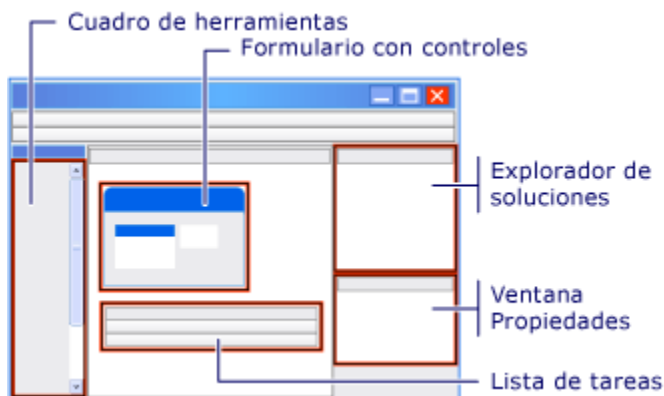 Cuadro de herramientas
Formulario con controles
Explorador de
soluciones
Ventana
Propiedades
Lista de tareas